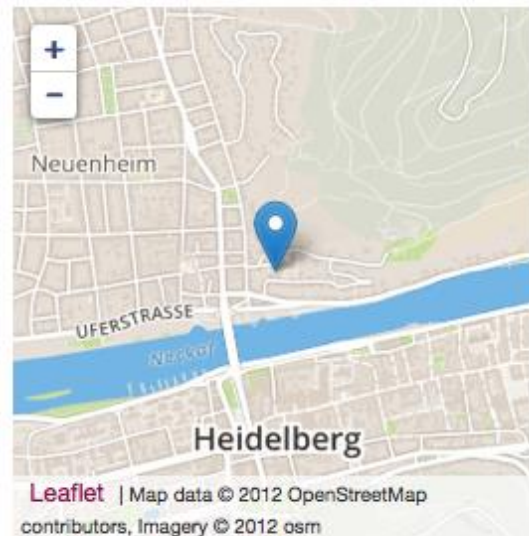 +
−
Neuenheim
UFERSTRASSE
Neckar
Heidelberg
Leaflet | Map data © 2012 OpenStreetMap
contributors, Imagery © 2012 osm